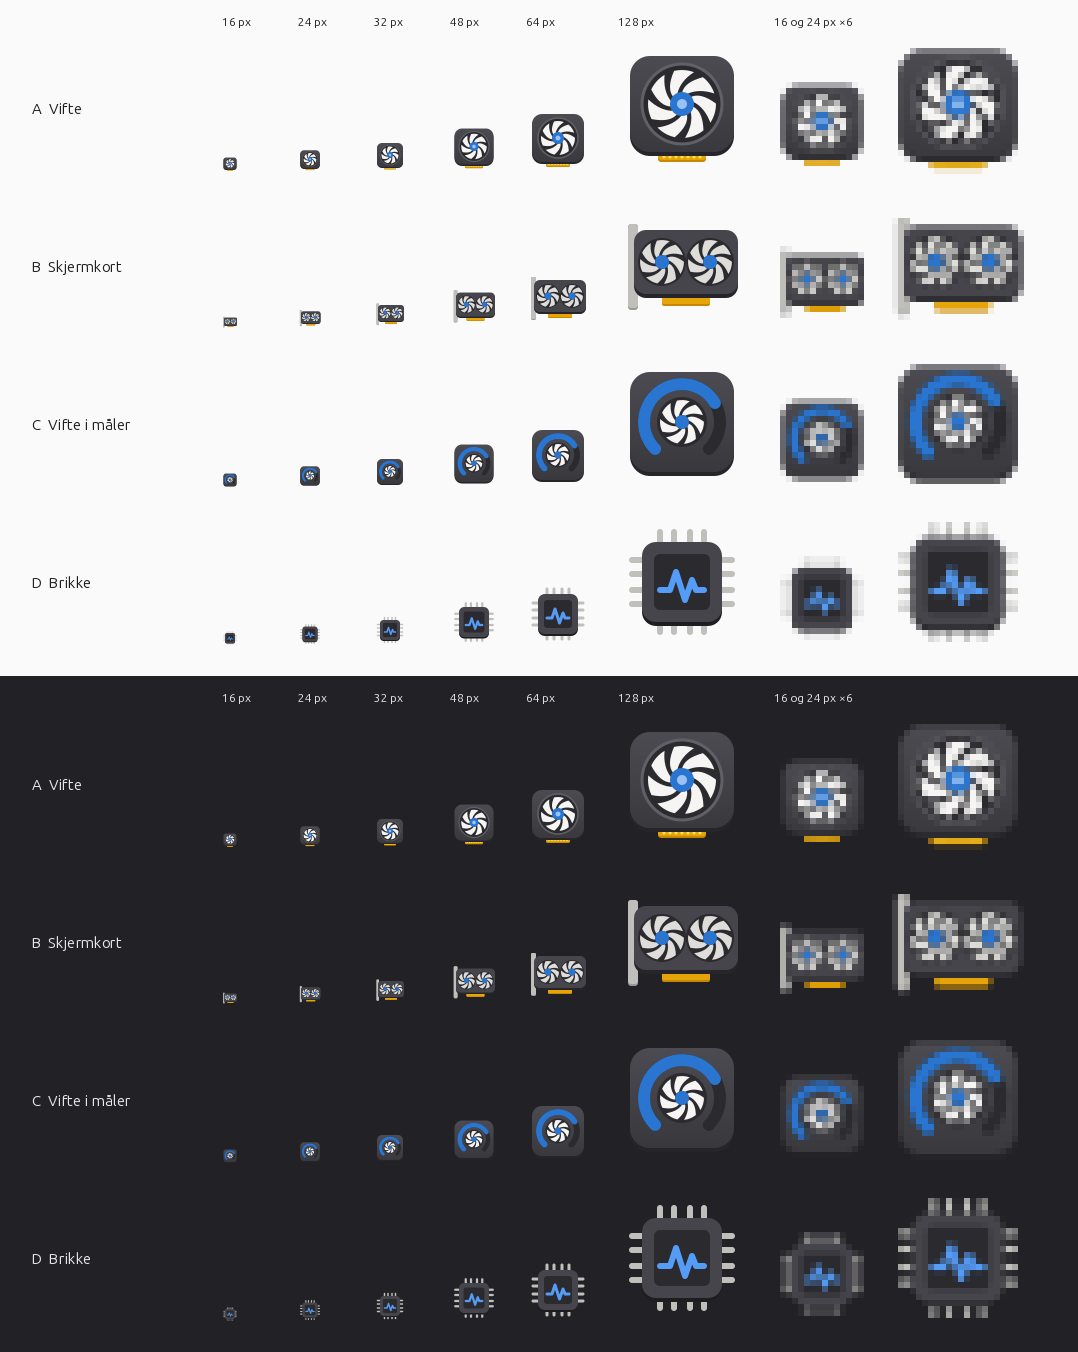 16 px 24 px 32 px 48 px 64 px 128 px 16 og 24 px ×6
A Vifte
B Skjermkort
C Vifte i måler
D Brikke
16 px 24 px 32 px 48 px 64 px 128 px 16 og 24 px ×6
A Vifte
B Skjermkort
C Vifte i måler
D Brikke